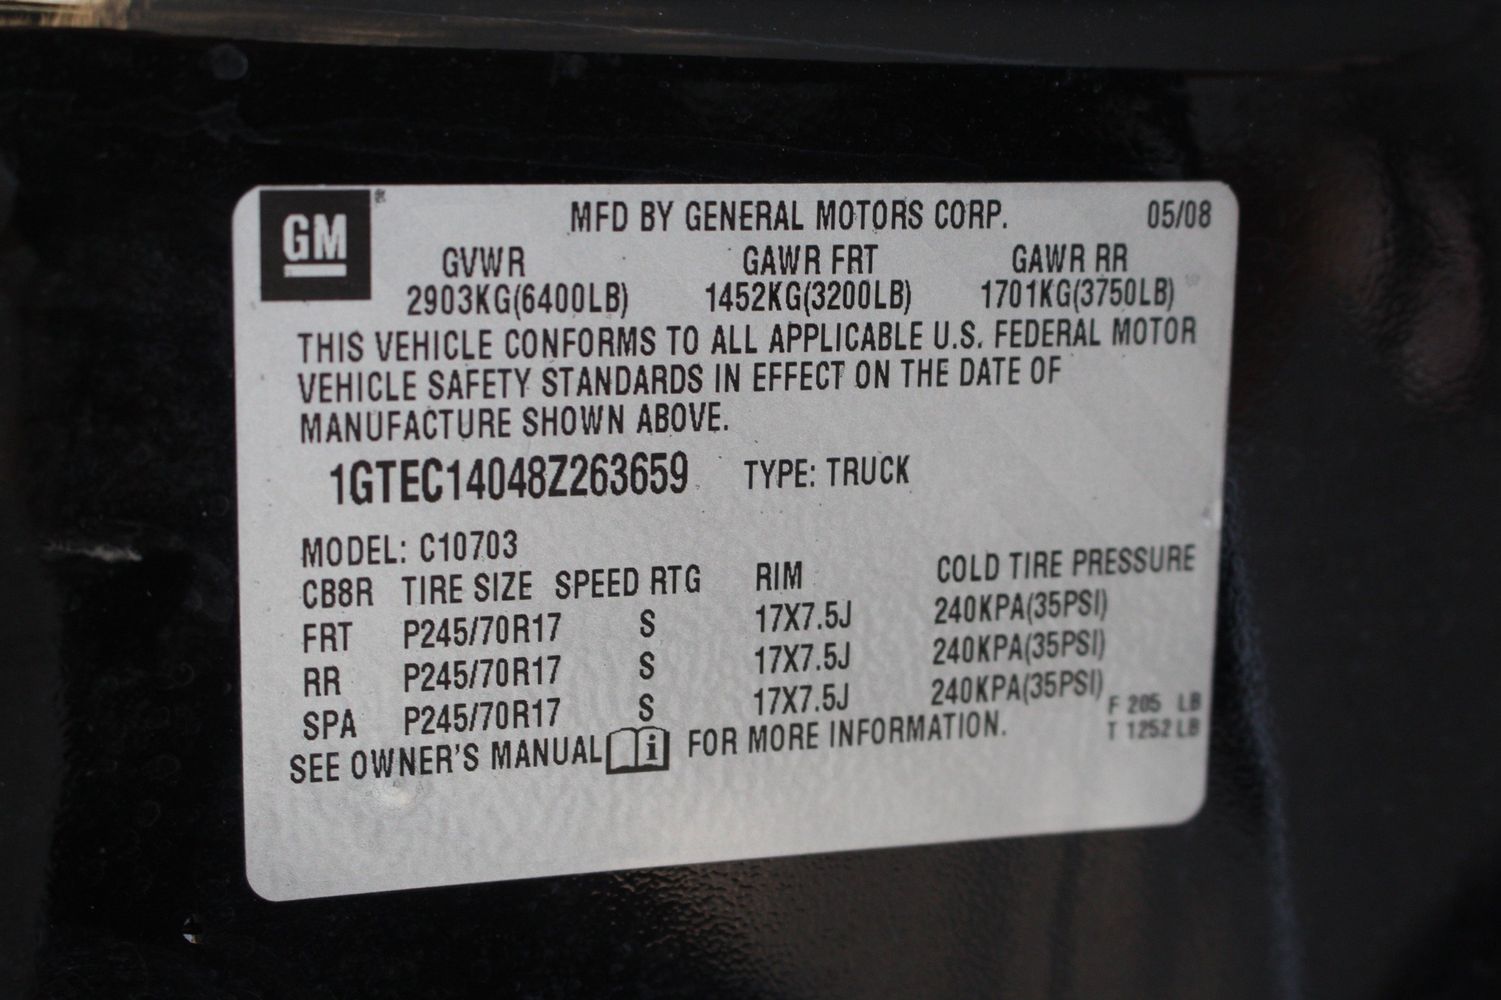 GM
MFD BY GENERAL MOTORS CORP. 05/08
GVWR GAWR FRT GAWR RR
2903KG(6400LB) 1452KG(3200LB) 1701KG(3750LB)
THIS VEHICLE CONFORMS TO ALL APPLICABLE U.S. FEDERAL MOTOR
VEHICLE SAFETY STANDARDS IN EFFECT ON THE DATE OF
MANUFACTURE SHOWN ABOVE.
1GTEC14048Z263659 TYPE: TRUCK
MODEL: C10703
CB8R TIRE SIZE SPEED RTG RIM COLD TIRE PRESSURE
FRT P245/70R17 S 17X7.5J 240KPA(35PSI)
RR P245/70R17 S 17X7.5J 240KPA(35PSI)
SPA P245/70R17 S 17X7.5J 240KPA(35PSI)
F 205 LB
SEE OWNER'S MANUAL i FOR MORE INFORMATION. T 1252 LB